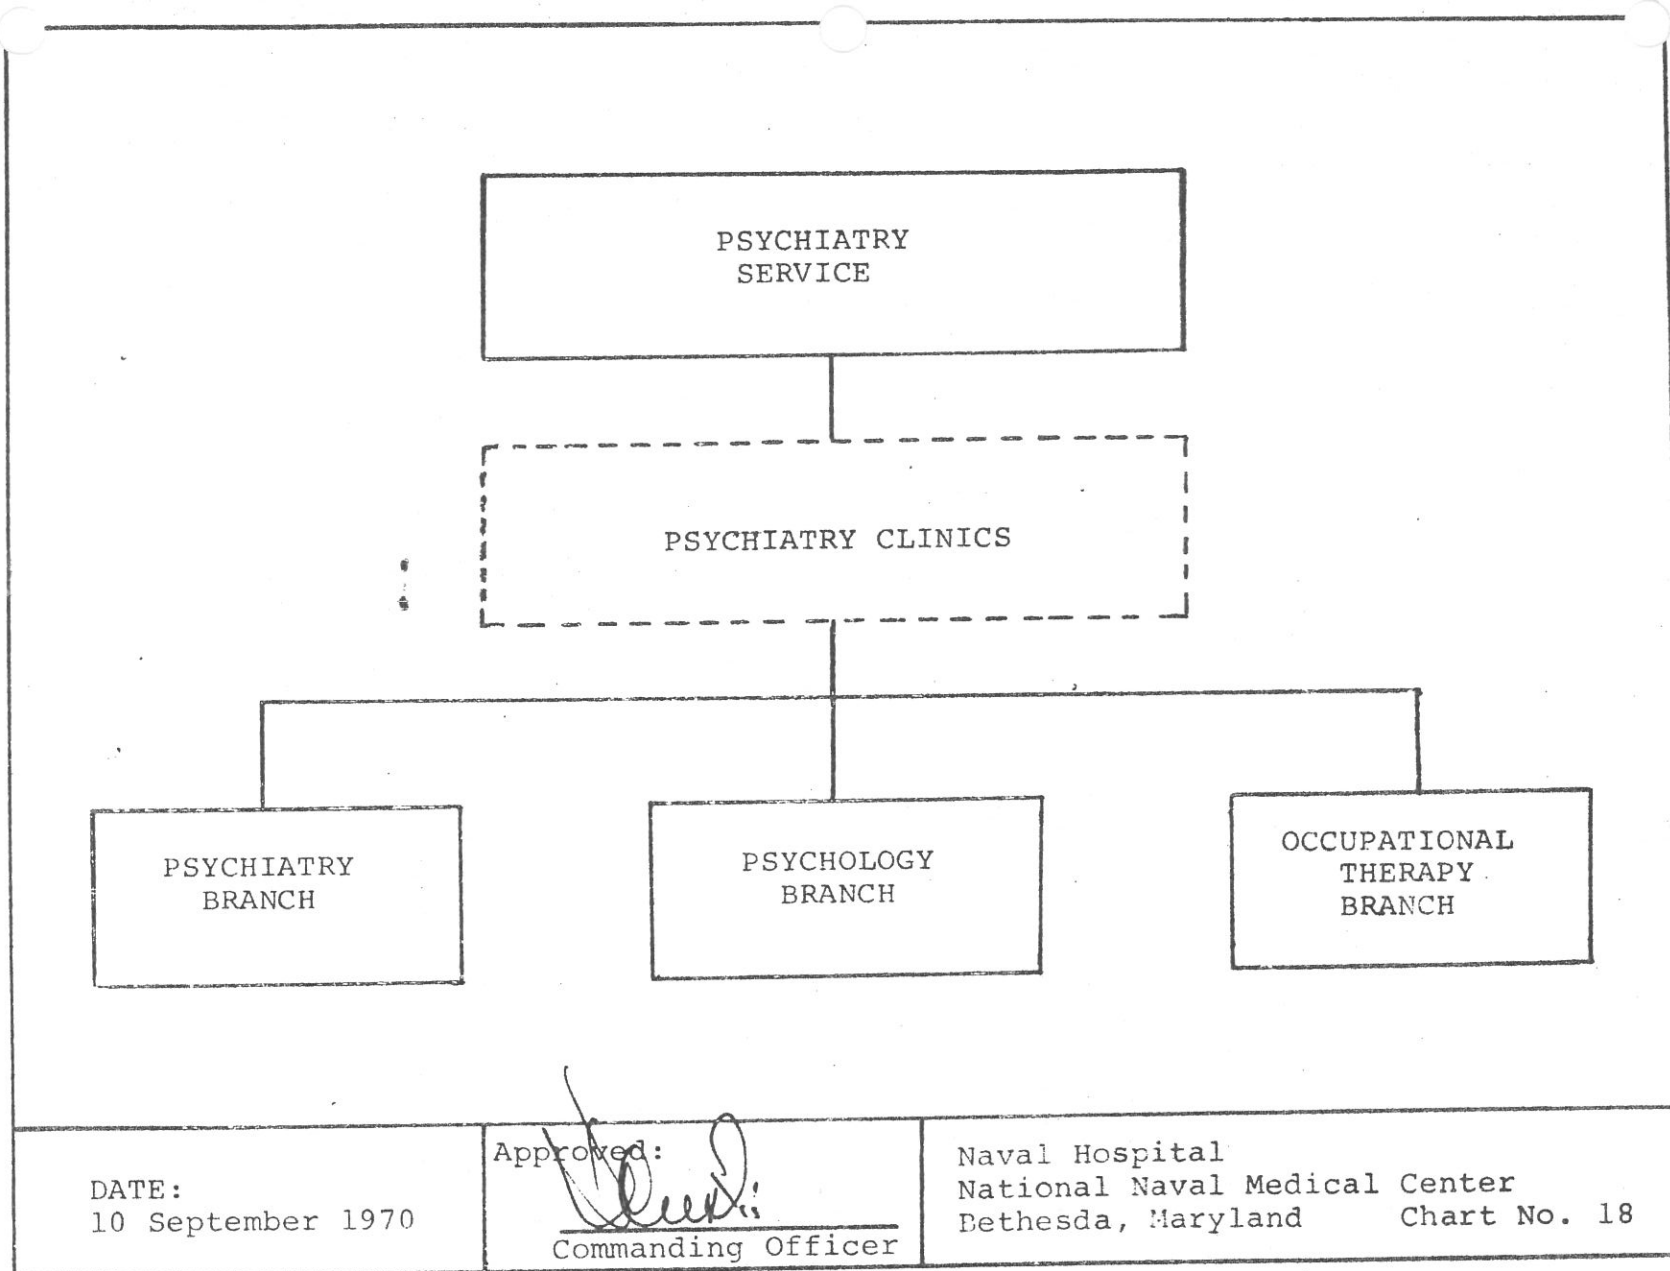 PSYCHIATRY
SERVICE
PSYCHIATRY CLINICS
PSYCHIATRY
BRANCH
PSYCHOLOGY
BRANCH
OCCUPATIONAL
THERAPY
BRANCH
DATE:
10 September 1970
Approved:
Commanding Officer
Naval Hospital
National Naval Medical Center
Bethesda, Maryland Chart No. 18